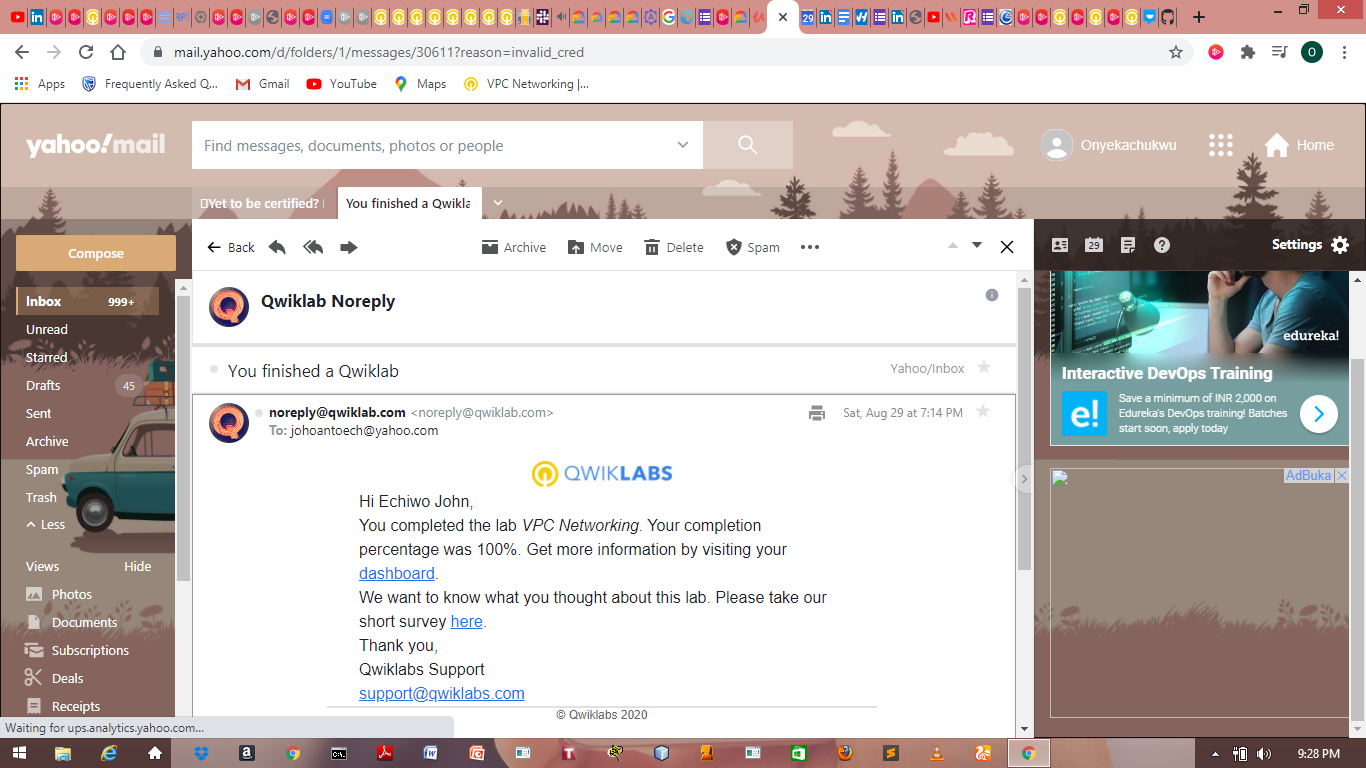 mail.yahoo.com/d/folders/1/messages/30611?reason=invalid_cred
Apps
Frequently Asked Q...
Gmail
YouTube
Maps
VPC Networking |...
yahoo!mail
Find messages, documents, photos or people
Onyekachukwu
Home
Yet to be certified?
You finished a Qwikla
Compose
Back
Archive
Move
Delete
Spam
29
Settings
Inbox
999+
Unread
Starred
Drafts
45
Sent
Archive
Spam
Trash
Less
Views
Hide
Photos
Documents
Subscriptions
Deals
Receipts
Qwiklab Noreply
You finished a Qwiklab
Yahoo/Inbox
noreply@qwiklab.com <noreply@qwiklab.com>
Sat, Aug 29 at 7:14 PM
To: johoantoech@yahoo.com
QWIKLABS
Hi Echiwo John,
You completed the lab VPC Networking. Your completion
percentage was 100%. Get more information by visiting your
dashboard.
We want to know what you thought about this lab. Please take our
short survey here.
Thank you,
Qwiklabs Support
support@qwiklabs.com
© Qwiklabs 2020
edureka!
Interactive DevOps Training
e!
Save a minimum of INR 2,000 on
Edureka's DevOps training! Batches
start soon, apply today
AdBuka
Waiting for ups.analytics.yahoo.com...
9:28 PM